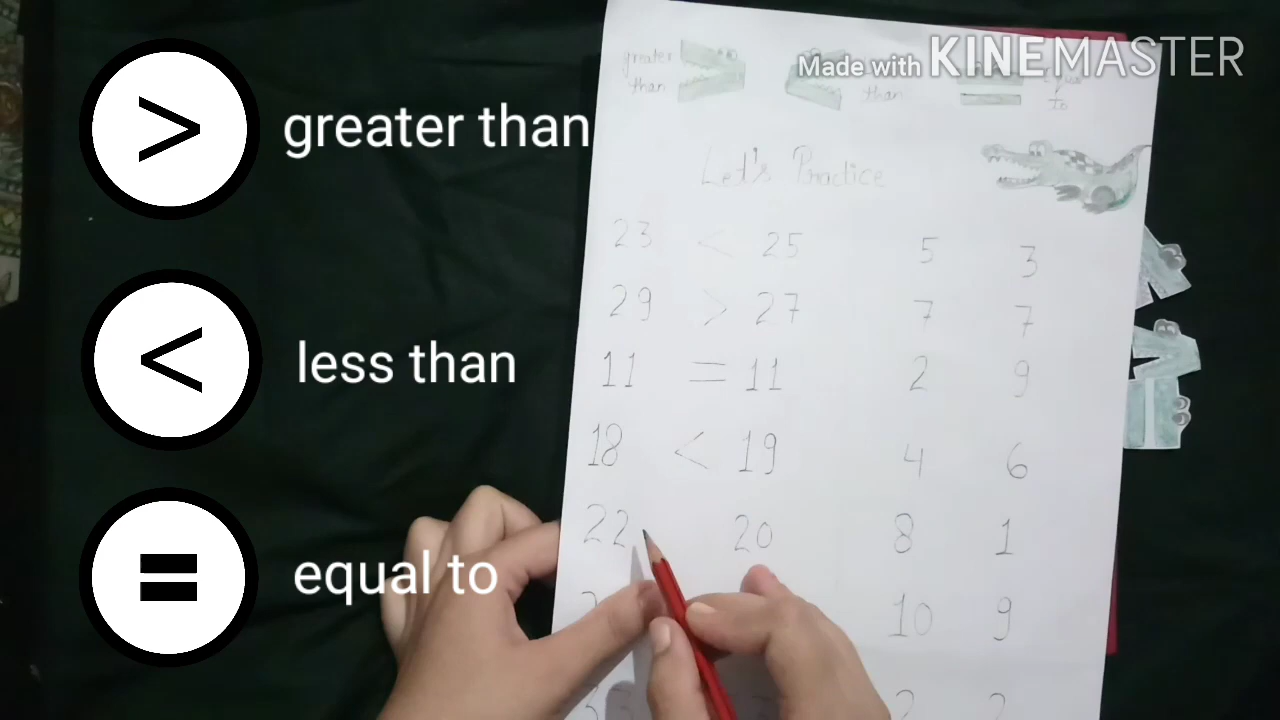 Made with KINEMASTER
>
greater than
<
less than
=
equal to
greater
than
than
to
Let's Practice
23 < 25
29 > 27
11 = 11
18 < 19
22 20
5 3
7 7
2 9
4 6
8 1
10 9